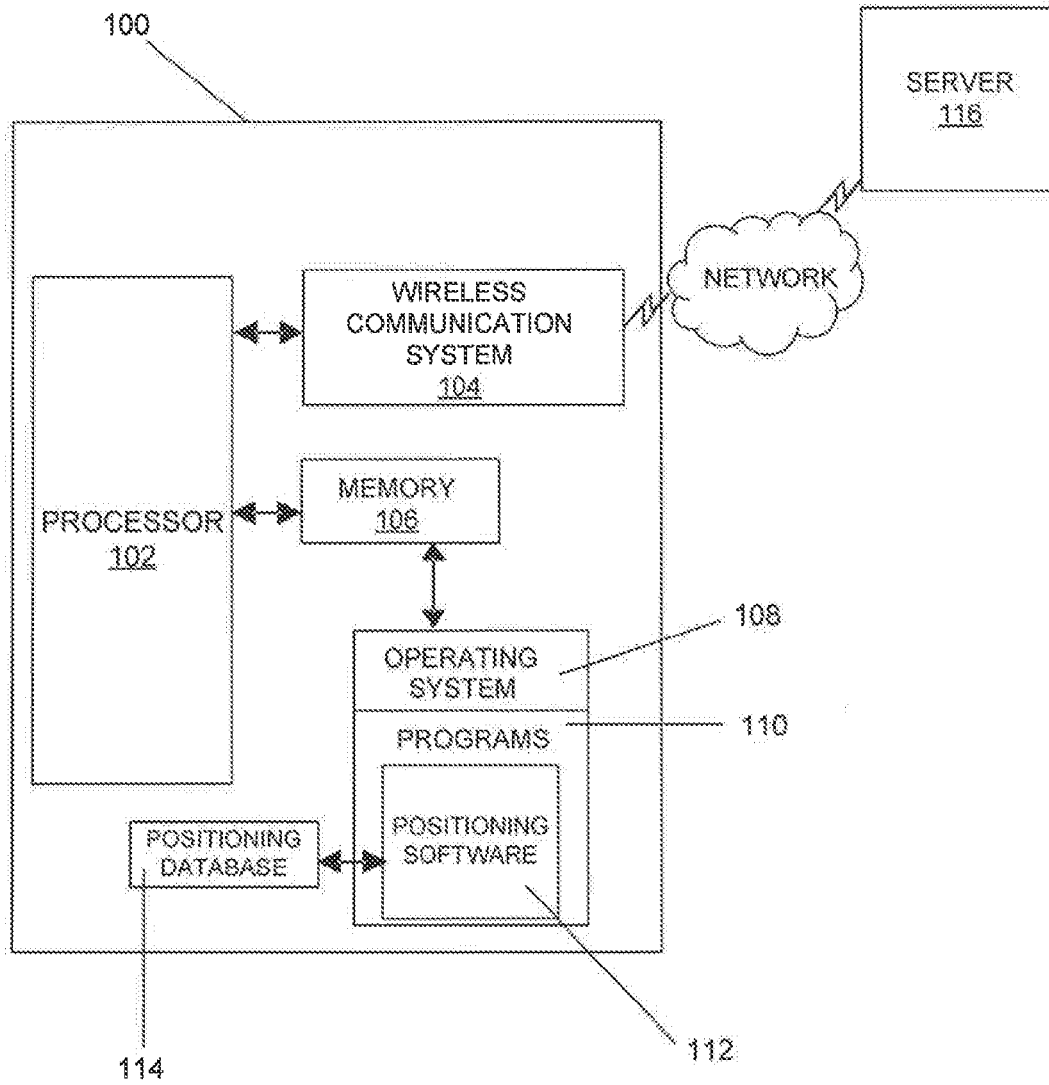 100
SERVER
116
NETWORK
WIRELESS
COMMUNICATION
SYSTEM
104
MEMORY
106
PROCESSOR
102
108
OPERATING
SYSTEM
110
PROGRAMS
POSITIONING
SOFTWARE
POSITIONING
DATABASE
112
114